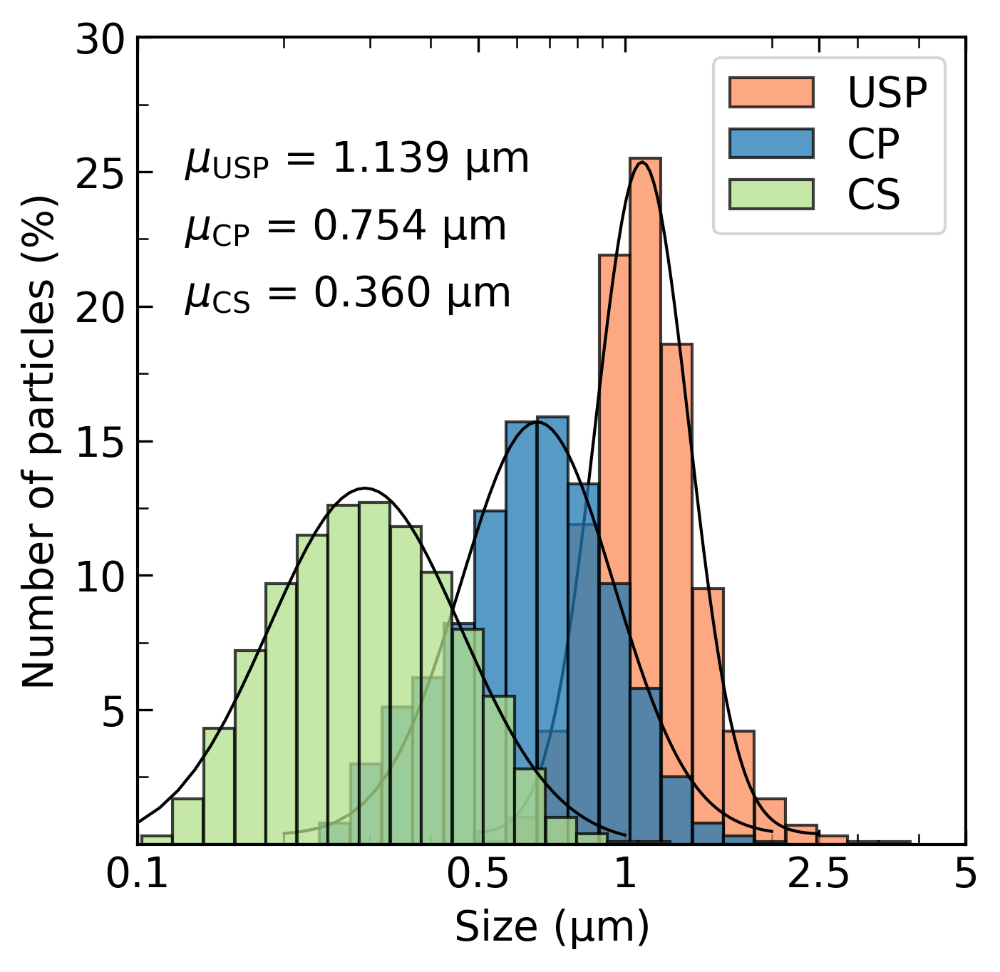 30
25
20
15
10
5
Number of particles (%)
μUSP = 1.139 μm
μCP = 0.754 μm
μCS = 0.360 μm
USP
CP
CS
0.1 0.5 1 2.5 5
Size (μm)